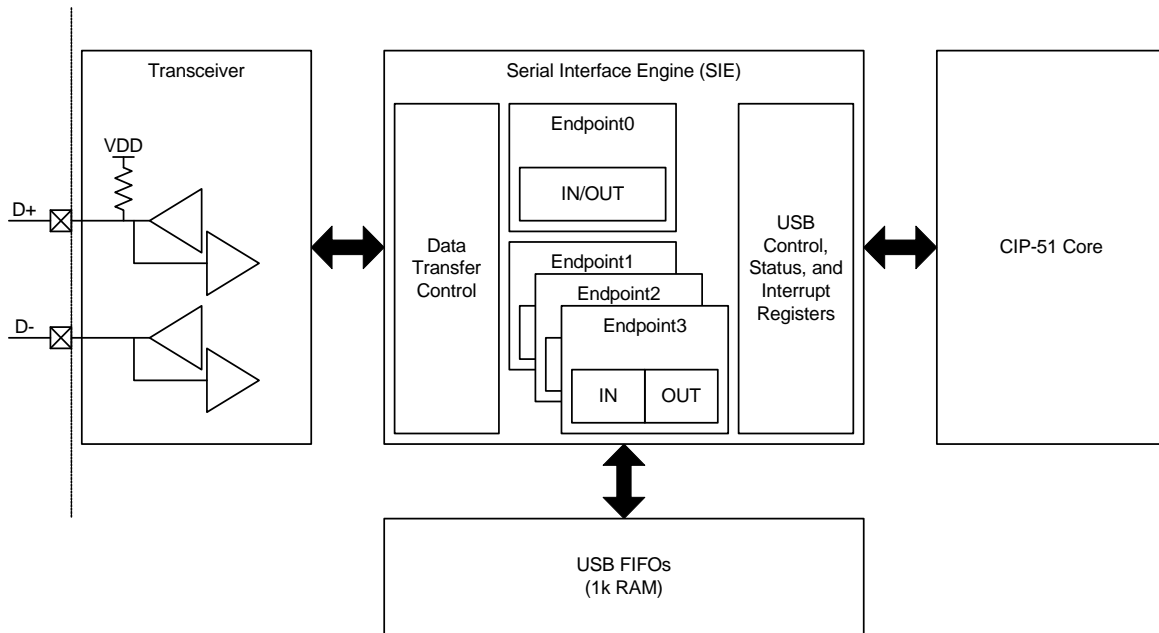 Transceiver
VDD
D+
D-
Serial Interface Engine (SIE)
Data
Transfer
Control
Endpoint0
IN/OUT
Endpoint1
Endpoint2
Endpoint3
IN
OUT
USB
Control,
Status, and
Interrupt
Registers
CIP-51 Core
USB FIFOs
(1k RAM)